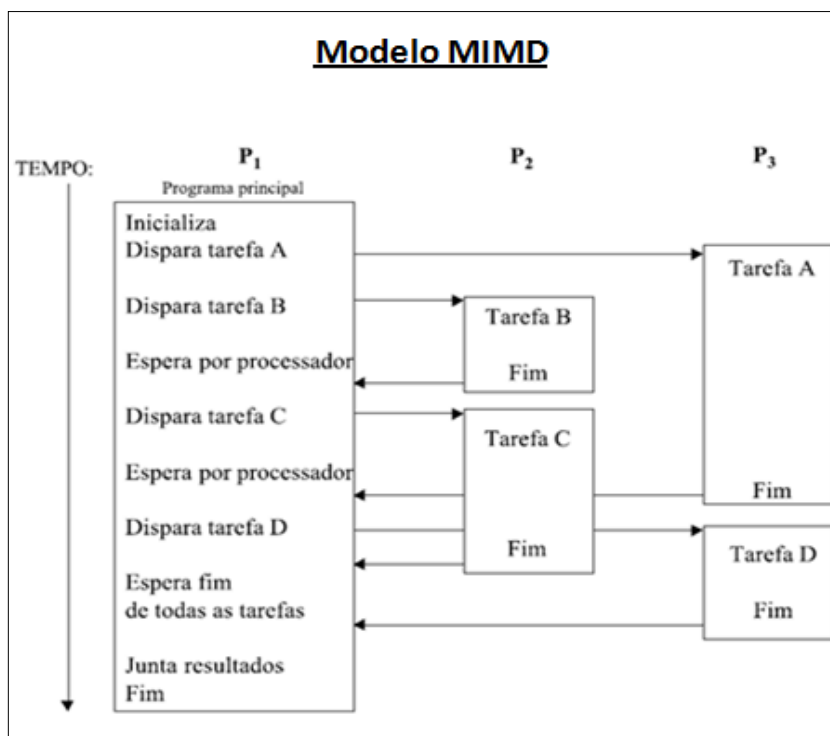 Modelo MIMD
TEMPO:
P1
Programa principal
P2
P3
Inicializa
Dispara tarefa A
Dispara tarefa B
Espera por processador
Dispara tarefa C
Espera por processador
Dispara tarefa D
Espera fim
de todas as tarefas
Junta resultados
Fim
Tarefa B
Fim
Tarefa C
Fim
Tarefa A
Fim
Tarefa D
Fim